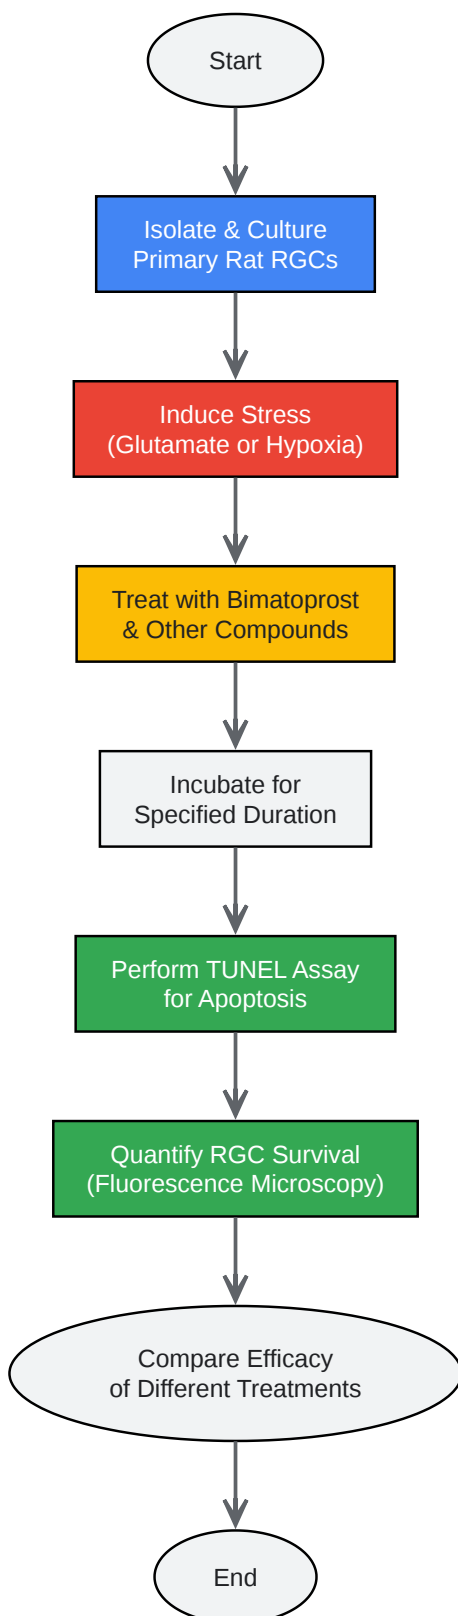 Start
Isolate & Culture
Primary Rat RGCs
Induce Stress
(Glutamate or Hypoxia)
Treat with Bimatoprost
& Other Compounds
Incubate for
Specified Duration
Perform TUNEL Assay
for Apoptosis
Quantify RGC Survival
(Fluorescence Microscopy)
Compare Efficacy
of Different Treatments
End